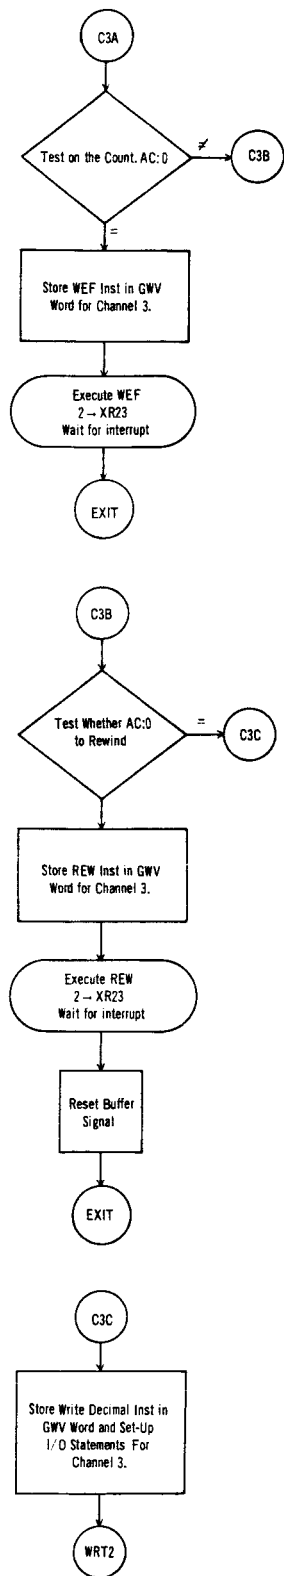 C3A
Test on the Count. AC:0
≠
C3B
=
Store WEF Inst in GWV
Word for Channel 3.
Execute WEF
2 → XR23
Wait for interrupt
EXIT
C3B
Test Whether AC:0
to Rewind
=
C3C
Store REW Inst in GWV
Word for Channel 3.
Execute REW
2 → XR23
Wait for interrupt
Reset Buffer
Signal
EXIT
C3C
Store Write Decimal Inst in
GWV Word and Set-Up
I/O Statements For
Channel 3.
WRT2